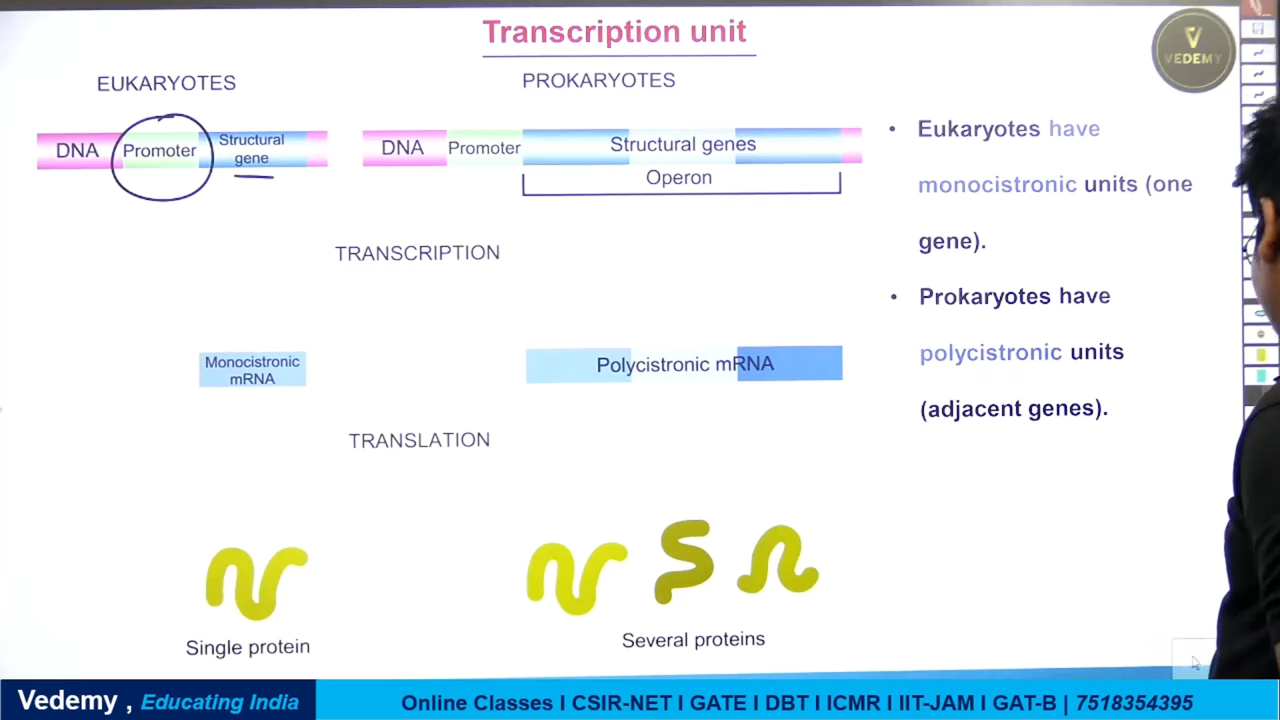 Transcription unit
VEDEMY
EUKARYOTES
PROKARYOTES
DNA
Promoter
Structural
gene
DNA
Promoter
Structural genes
Operon
TRANSCRIPTION
Monocistronic
mRNA
Polycistronic mRNA
TRANSLATION
Single protein
Several proteins
• Eukaryotes have
monocistronic units (one
gene).
• Prokaryotes have
polycistronic units
(adjacent genes).
Vedemy , Educating India
Online Classes I CSIR-NET I GATE I DBT I ICMR I IIT-JAM I GAT-B | 7518354395